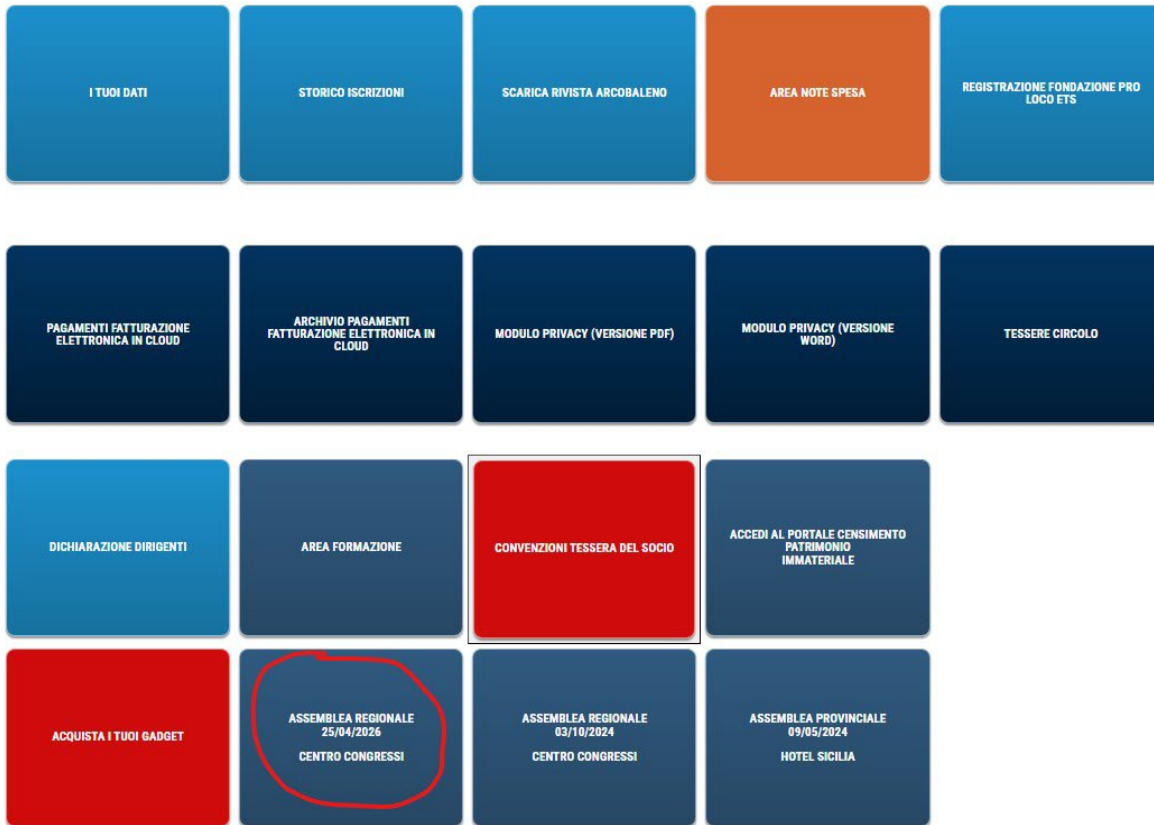 I TUOI DATI
STORICO ISCRIZIONI
SCARICA RIVISTA ARCOBALENO
AREA NOTE SPESA
REGISTRAZIONE FONDAZIONE PRO
LOCO ETS
PAGAMENTI FATTURAZIONE
ELETTRONICA IN CLOUD
ARCHIVIO PAGAMENTI
FATTURAZIONE ELETTRONICA IN
CLOUD
MODULO PRIVACY (VERSIONE PDF)
MODULO PRIVACY (VERSIONE
WORD)
TESSERE CIRCOLO
DICHIARAZIONE DIRIGENTI
AREA FORMAZIONE
CONVENZIONI TESSERA DEL SOCIO
ACCEDI AL PORTALE CENSIMENTO
PATRIMONIO
IMMATERIALE
ACQUISTA I TUOI GADGET
ASSEMBLEA REGIONALE
25/04/2026
CENTRO CONGRESSI
ASSEMBLEA REGIONALE
03/10/2024
CENTRO CONGRESSI
ASSEMBLEA PROVINCIALE
09/05/2024
HOTEL SICILIA